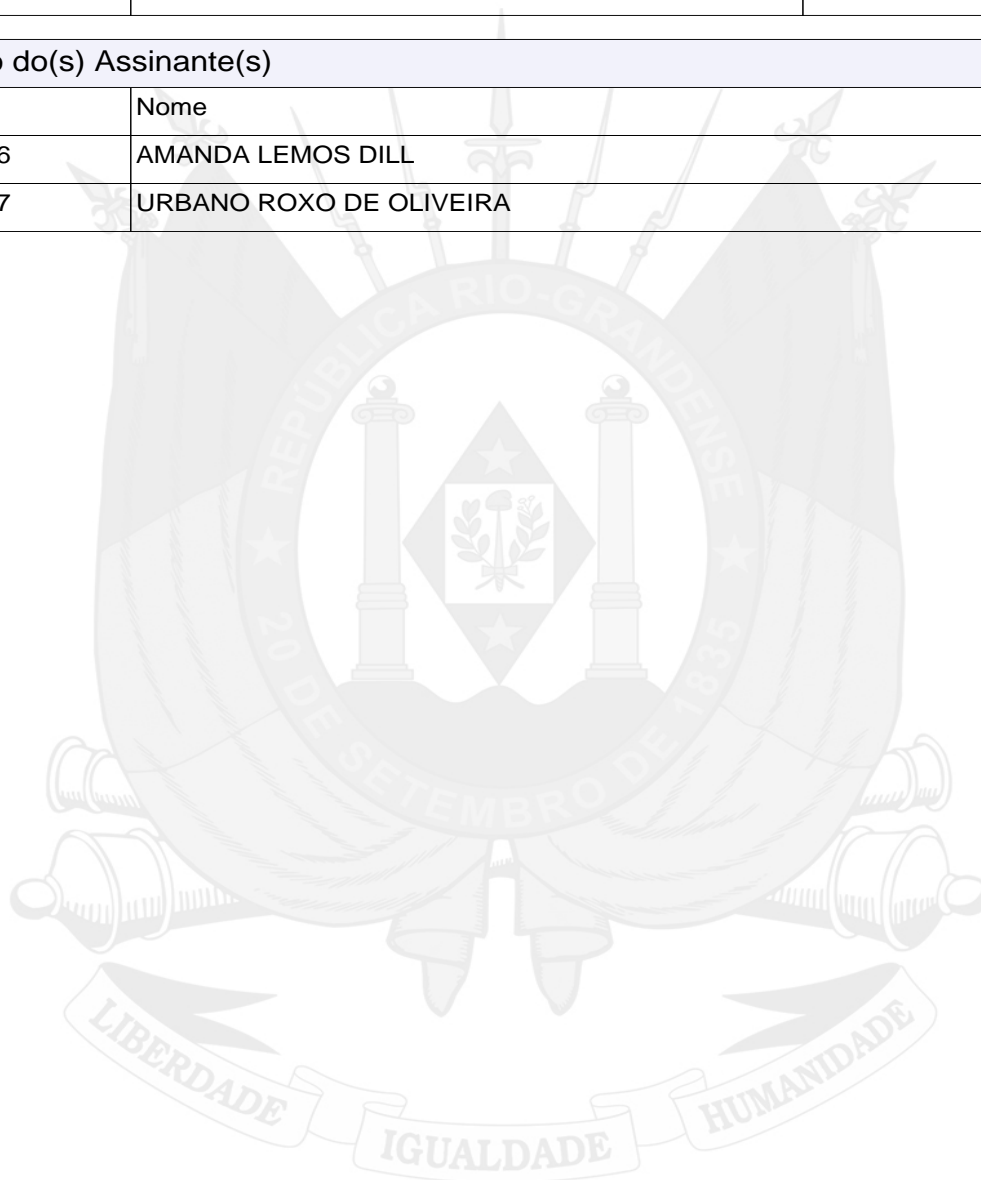 o do(s) Assinante(s)
Nome
6 AMANDA LEMOS DILL
7 URBANO ROXO DE OLIVEIRA
REPÚBLICA RIO-GRANDENSE
★ 20 DE SETEMBRO DE 1835 ★
LIBERDADE IGUALDADE HUMANIDADE